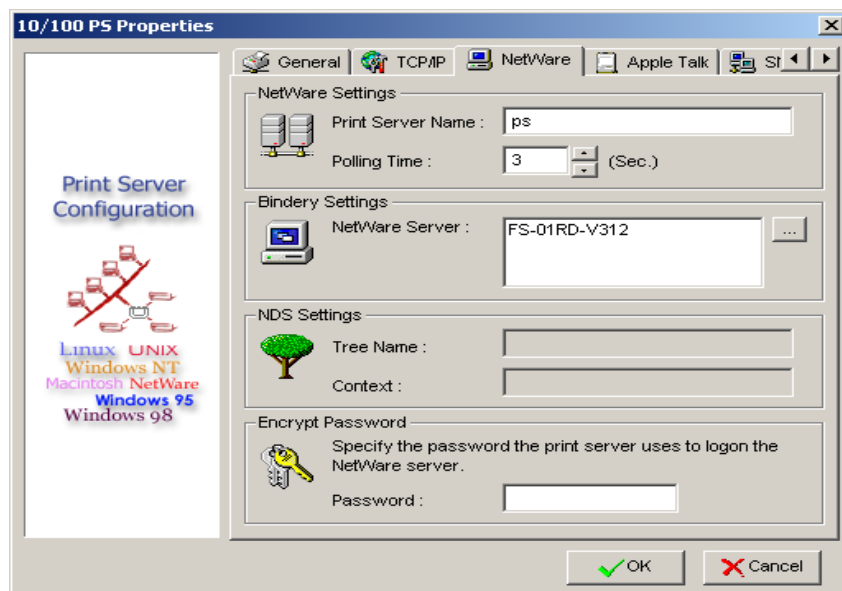 10/100 PS Properties
General TCP/IP NetWare Apple Talk
Print Server
Configuration
Linux UNIX
Windows NT
Macintosh NetWare
Windows 95
Windows 98
NetWare Settings
Print Server Name : ps
Polling Time : 3 (Sec.)
Bindery Settings
NetWare Server : FS-01RD-V312 ...
NDS Settings
Tree Name :
Context :
Encrypt Password
Specify the password the print server uses to logon the
NetWare server.
Password :
OK Cancel